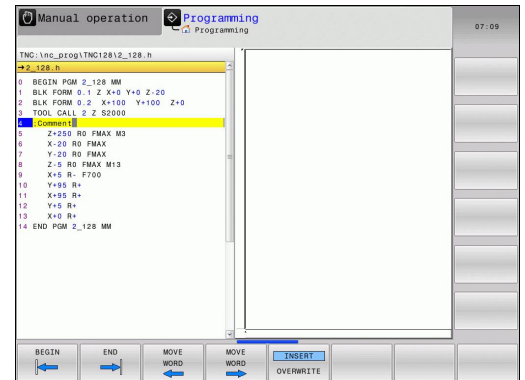 Manual operation
Programming
Programming
07:09
TNC:\nc_prog\TNC128\2_128.h
→2_128.h
0 BEGIN PGM 2_128 MM
1 BLK FORM 0.1 Z X+0 Y+0 Z-20
2 BLK FORM 0.2 X+100 Y+100 Z+0
3 TOOL CALL 2 Z S2000
4 ;Comment
5 Z+250 R0 FMAX M3
6 X-20 R0 FMAX
7 Y-20 R0 FMAX
8 Z-5 R0 FMAX M13
9 X+5 R- F700
10 Y+95 R+
11 X+95 R+
12 Y+5 R+
13 X+0 R+
14 END PGM 2_128 MM
BEGIN
END
MOVE
WORD
MOVE
WORD
INSERT
OVERWRITE